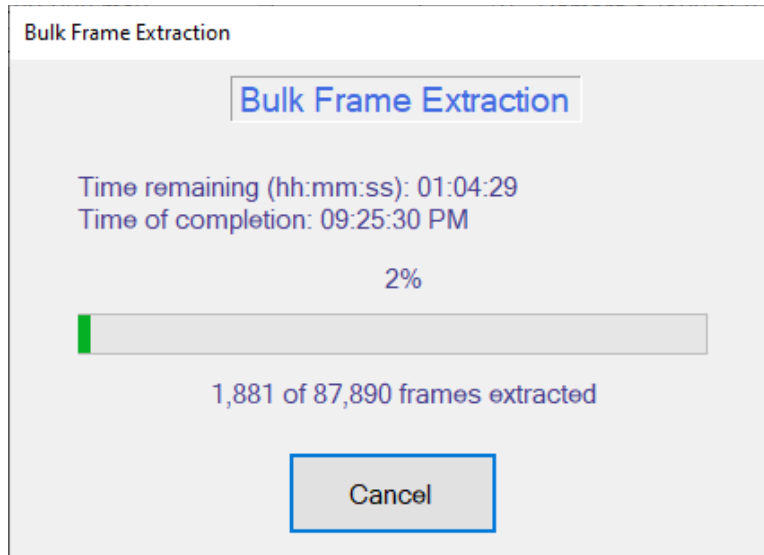 Bulk Frame Extraction
Bulk Frame Extraction
Time remaining (hh:mm:ss): 01:04:29
Time of completion: 09:25:30 PM
2%
1,881 of 87,890 frames extracted
Cancel